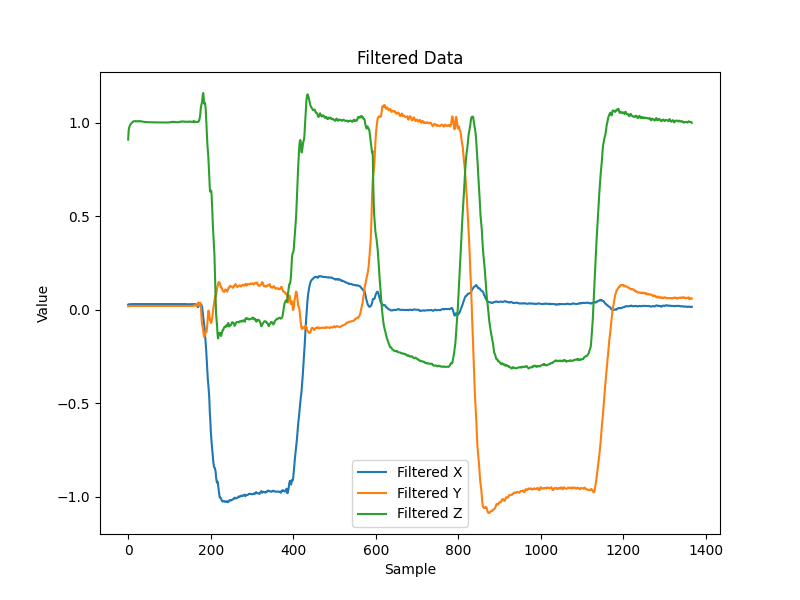 Filtered Data
Value
1.0
0.5
0.0
−0.5
−1.0
Filtered X
Filtered Y
Filtered Z
0 200 400 600 800 1000 1200 1400
Sample